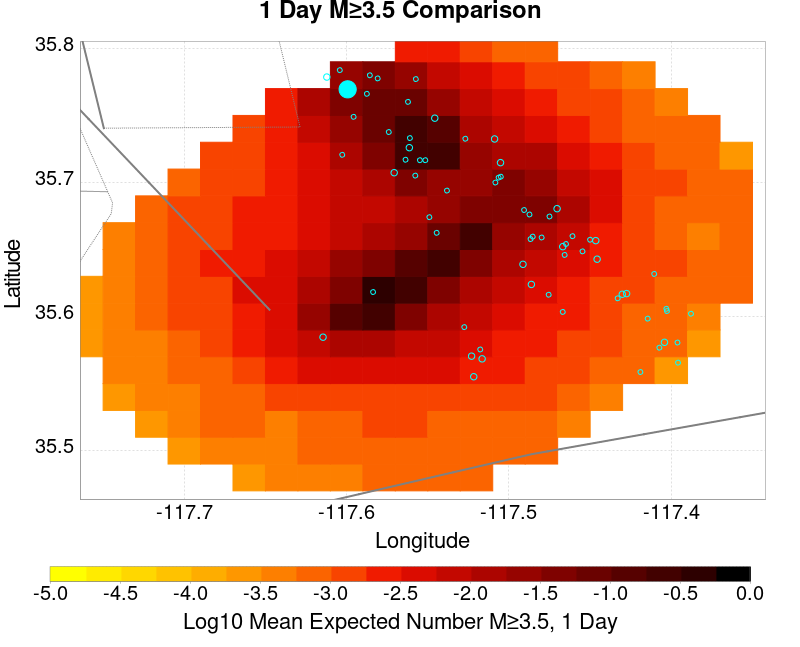 1 Day M≥3.5 Comparison
35.8
35.7
35.6
35.5
Latitude
-117.7 -117.6 -117.5 -117.4
Longitude
-5.0 -4.5 -4.0 -3.5 -3.0 -2.5 -2.0 -1.5 -1.0 -0.5 0.0
Log10 Mean Expected Number M≥3.5, 1 Day